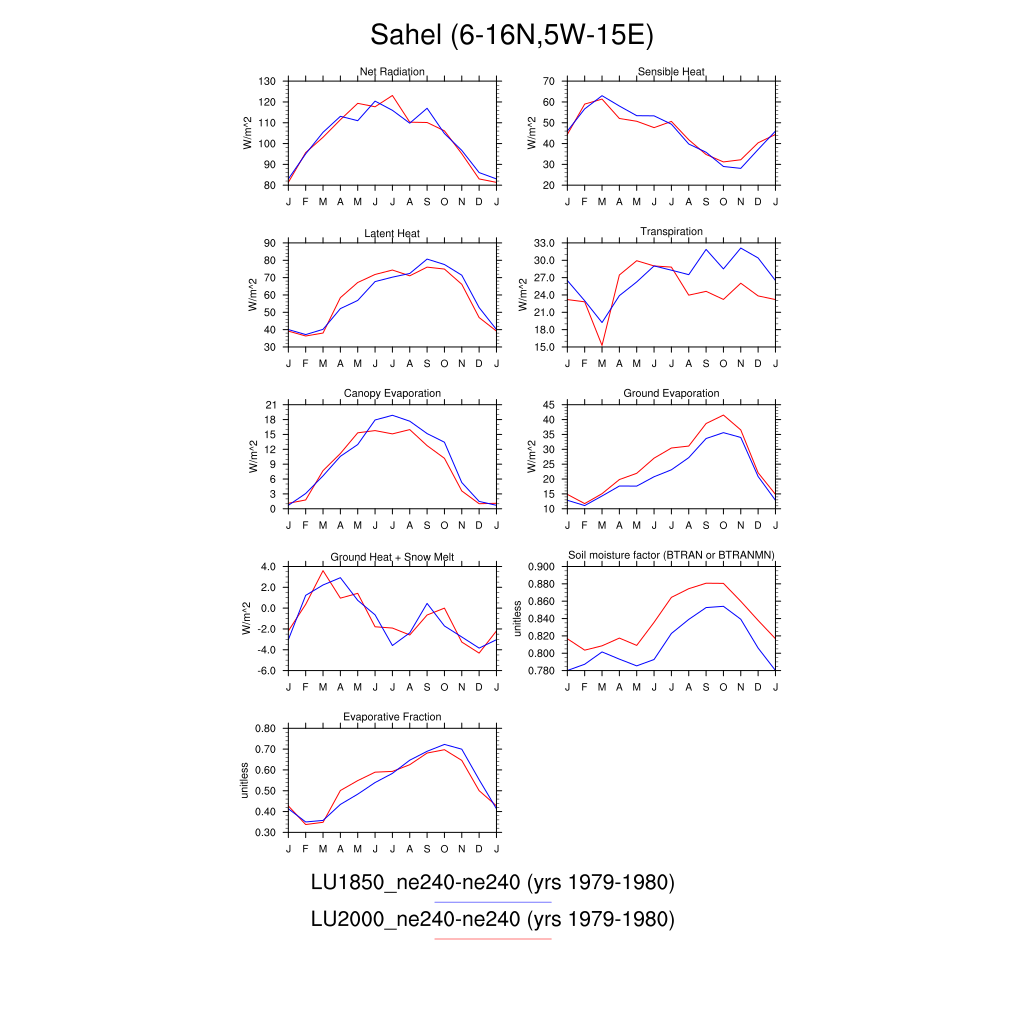 Sahel (6-16N,5W-15E)
Net Radiation
130
120
110
100
90
80
W/m^2
J F M A M J J A S O N D J
Sensible Heat
70
60
50
40
30
20
W/m^2
J F M A M J J A S O N D J
Latent Heat
90
80
70
60
50
40
30
W/m^2
J F M A M J J A S O N D J
Transpiration
33.0
30.0
27.0
24.0
21.0
18.0
15.0
W/m^2
J F M A M J J A S O N D J
Canopy Evaporation
21
18
15
12
9
6
3
0
W/m^2
J F M A M J J A S O N D J
Ground Evaporation
45
40
35
30
25
20
15
10
W/m^2
J F M A M J J A S O N D J
Ground Heat + Snow Melt
4.0
2.0
0.0
-2.0
-4.0
-6.0
W/m^2
J F M A M J J A S O N D J
Soil moisture factor (BTRAN or BTRANMN)
0.900
0.880
0.860
0.840
0.820
0.800
0.780
unitless
J F M A M J J A S O N D J
Evaporative Fraction
0.80
0.70
0.60
0.50
0.40
0.30
unitless
J F M A M J J A S O N D J
LU1850_ne240-ne240 (yrs 1979-1980)
LU2000_ne240-ne240 (yrs 1979-1980)